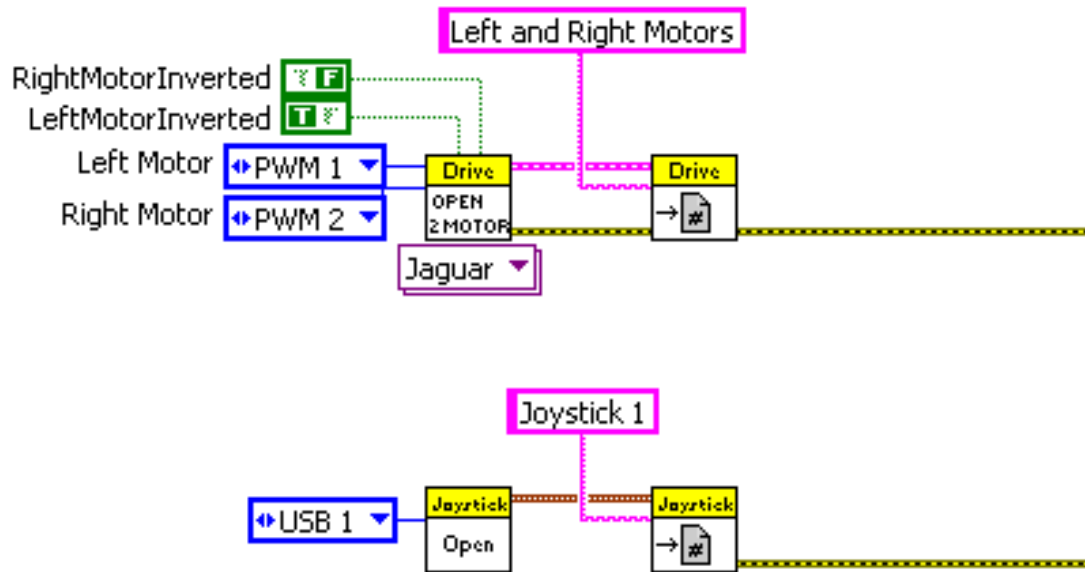 Left and Right Motors
RightMotorInverted F
LeftMotorInverted T
Left Motor PWM 1 Drive Drive
OPEN #
Right Motor PWM 2 2 MOTOR
Jaguar
Joystick 1
Joystick Joystick
USB 1 Open #